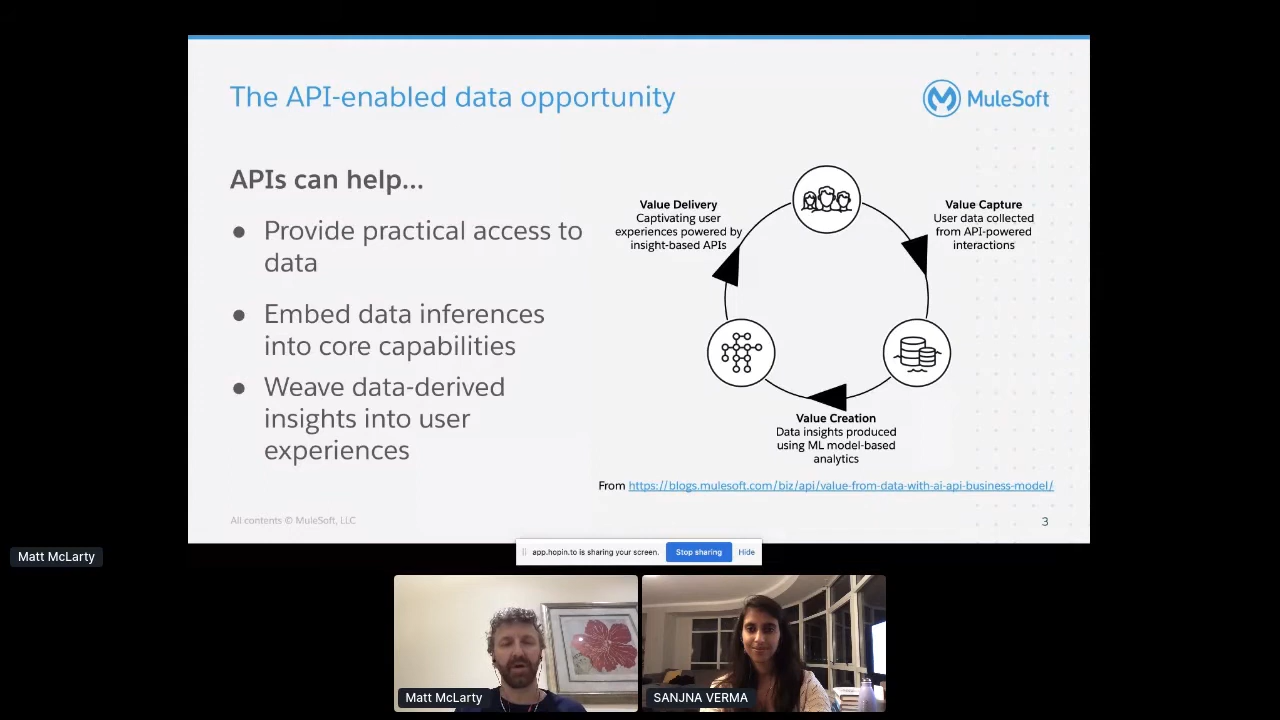 The API-enabled data opportunity
MuleSoft
APIs can help...
● Provide practical access to
data
● Embed data inferences
into core capabilities
● Weave data-derived
insights into user
experiences
Value Delivery
Captivating user
experiences powered by
insight-based APIs
Value Capture
User data collected
from API-powered
interactions
Value Creation
Data insights produced
using ML model-based
analytics
From https://blogs.mulesoft.com/biz/api/value-from-data-with-ai-api-business-model/
All contents © MuleSoft, LLC
3
Matt McLarty
app.hopin.to is sharing your screen.
Stop sharing
Hide
Matt McLarty
SANJNA VERMA